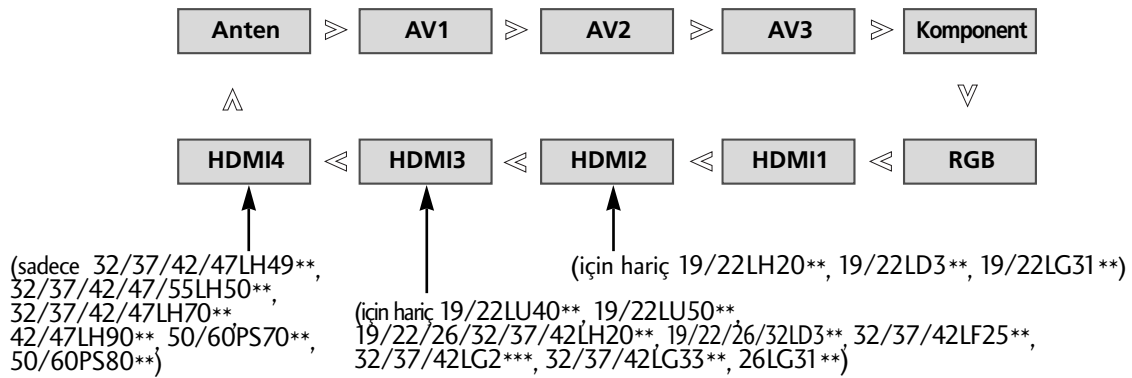 Anten AV1 AV2 AV3 Komponent
HDMI4 HDMI3 HDMI2 HDMI1 RGB
(sadece 32/37/42/47LH49**,
32/37/42/47/55LH50**,
32/37/42/47LH70**,
42/47LH90**, 50/60PS70**,
50/60PS80**)
(için hariç 19/22LU40**, 19/22LU50**,
19/22/26/32/37/42LH20**, 19/22/26/32LD3**, 32/37/42LF25**,
32/37/42LG2***, 32/37/42LG33**, 26LG31**)
(için hariç 19/22LH20**, 19/22LD3**, 19/22LG31**)